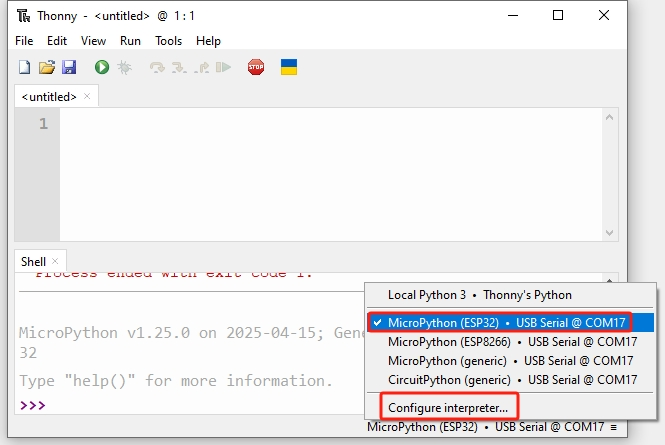 Thonny - <untitled> @ 1 : 1
File Edit View Run Tools Help
STOP
<untitled> ×
1
Shell ×
Process ended with exit code 1.
MicroPython v1.25.0 on 2025-04-15; Gene
32
Type "help()" for more information.
>>>
Local Python 3 • Thonny's Python
✓ MicroPython (ESP32) • USB Serial @ COM17
MicroPython (ESP8266) • USB Serial @ COM17
MicroPython (generic) • USB Serial @ COM17
CircuitPython (generic) • USB Serial @ COM17
Configure interpreter...
MicroPython (ESP32) • USB Serial @ COM17 ≡